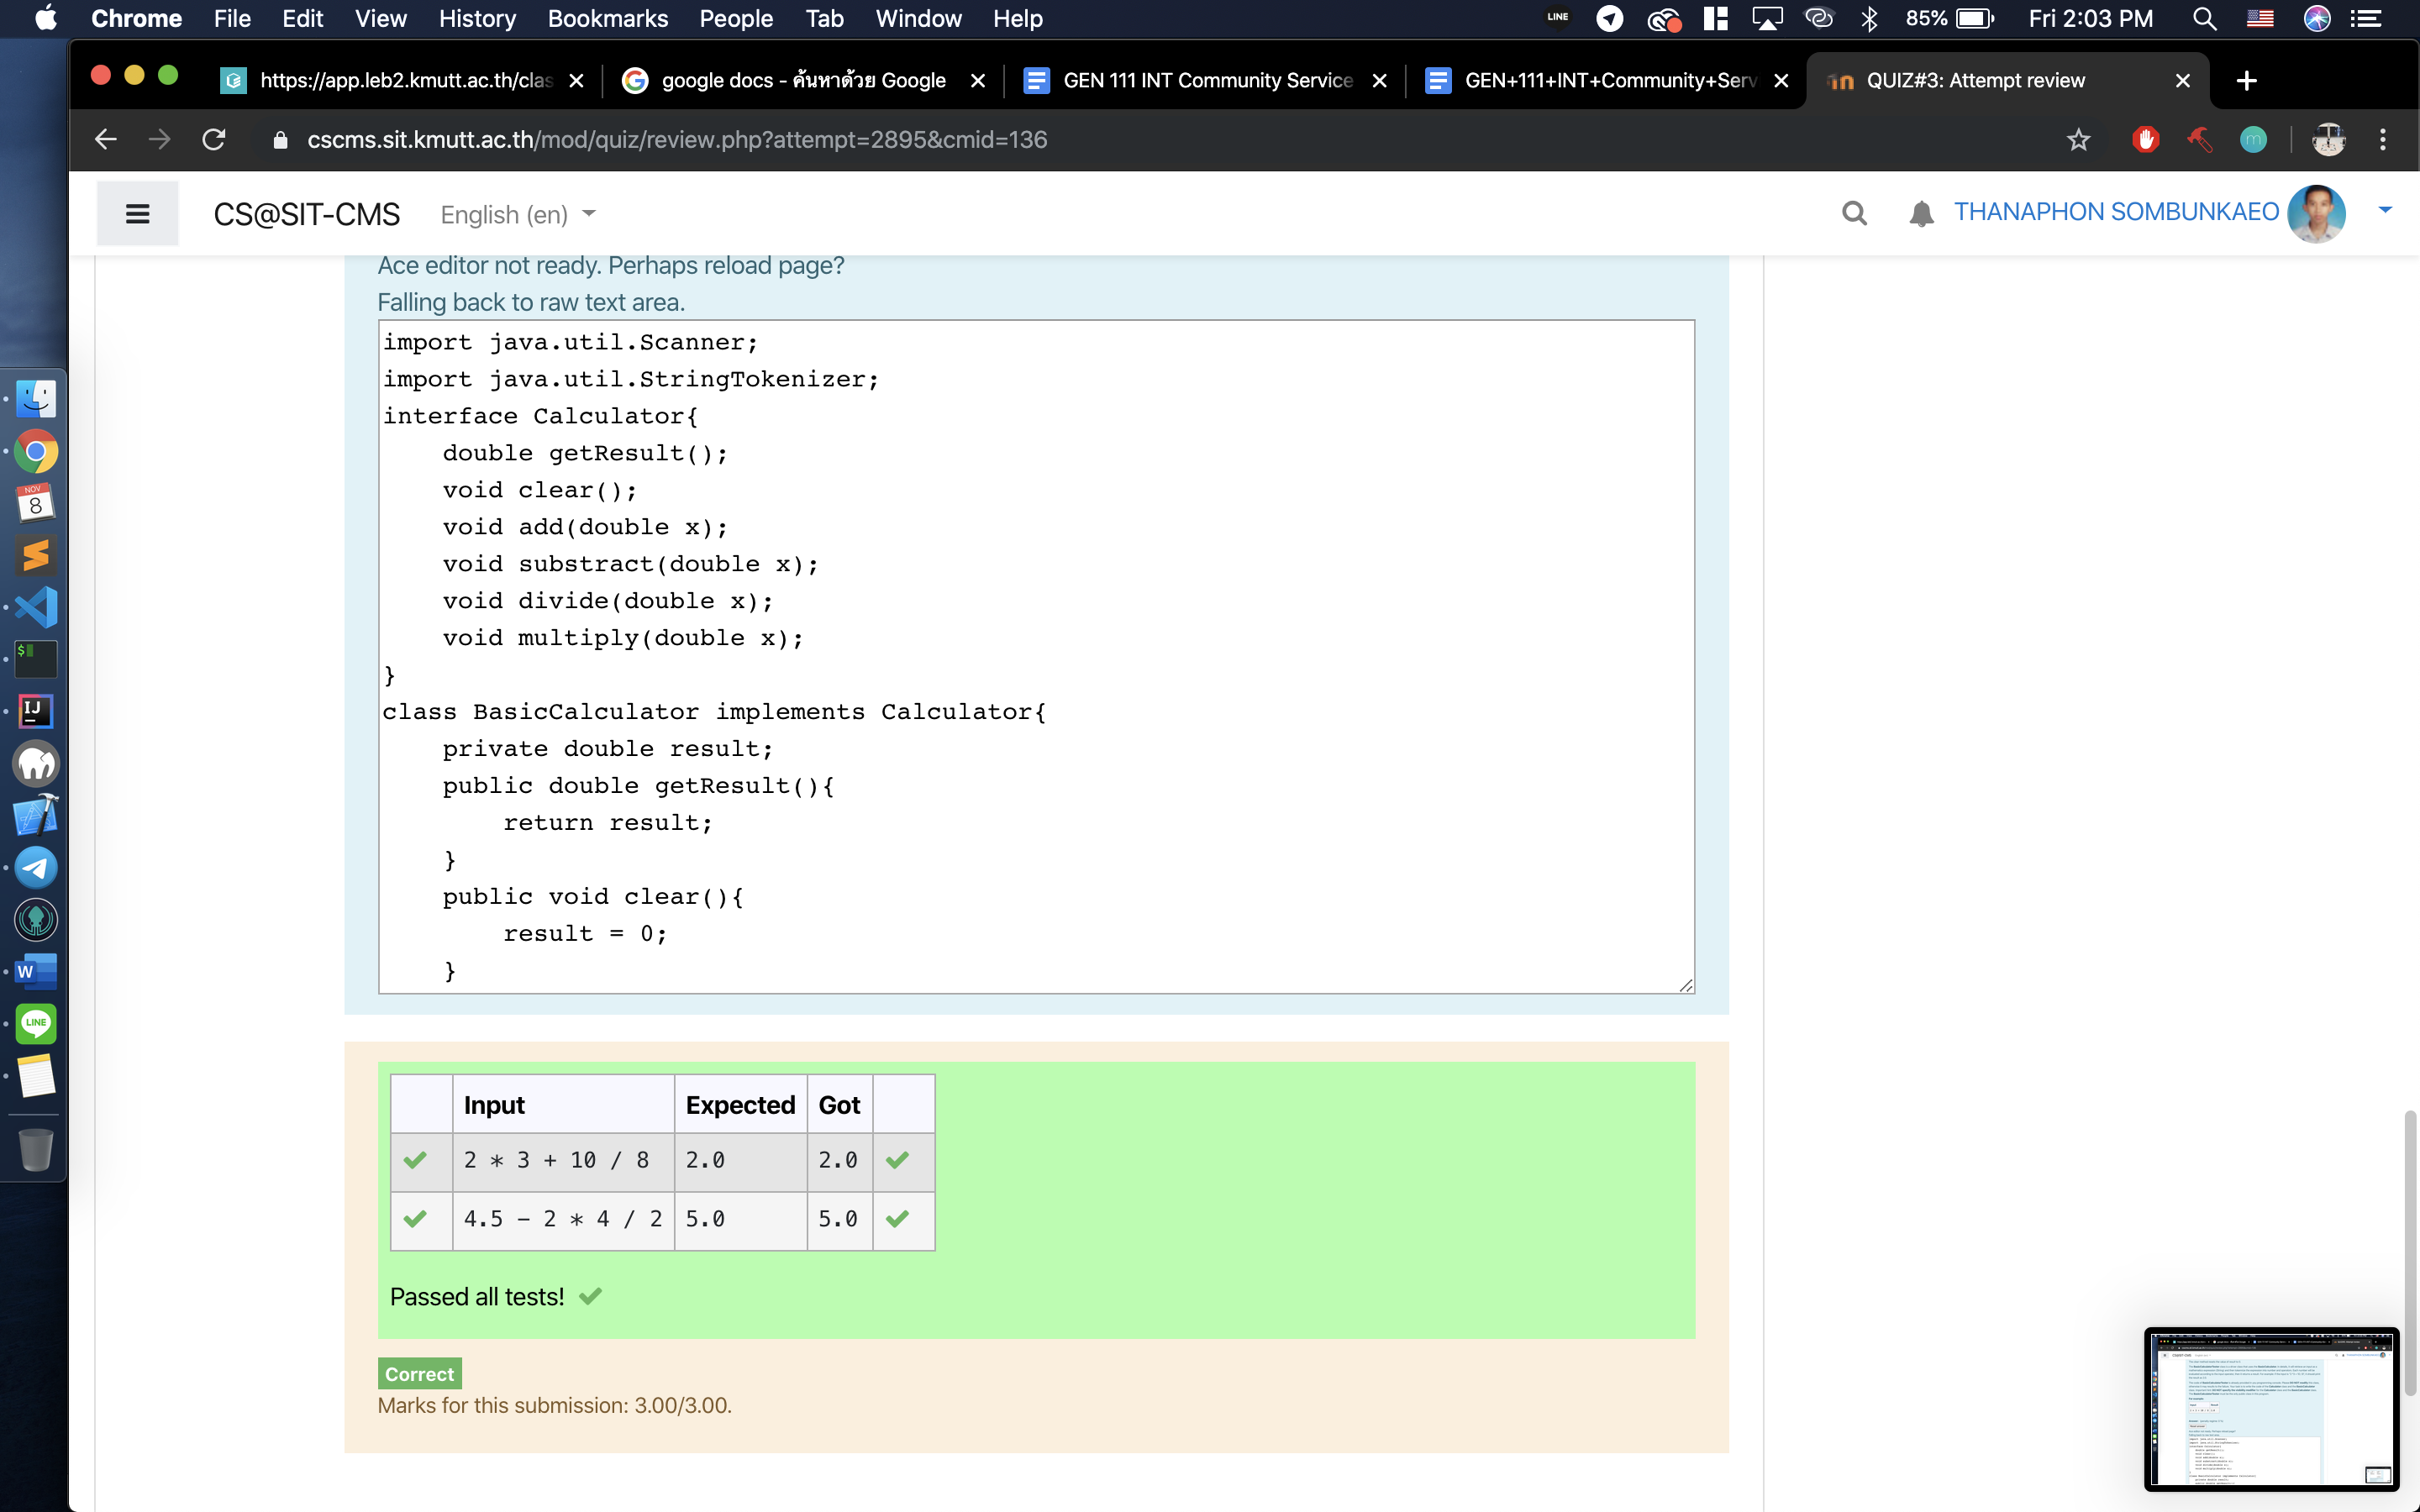 Chrome File Edit View History Bookmarks People Tab Window Help LINE 85% Fri 2:03 PM
https://app.leb2.kmutt.ac.th/clas google docs - ค้นหาด้วย Google GEN 111 INT Community Service GEN+111+INT+Community+Serv QUIZ#3: Attempt review
cscms.sit.kmutt.ac.th/mod/quiz/review.php?attempt=2895&cmid=136 m
CS@SIT-CMS English (en) THANAPHON SOMBUNKAEO
Ace editor not ready. Perhaps reload page?
Falling back to raw text area.
import java.util.Scanner;
import java.util.StringTokenizer;
interface Calculator{
double getResult();
void clear();
void add(double x);
void substract(double x);
void divide(double x);
void multiply(double x);
}
class BasicCalculator implements Calculator{
private double result;
public double getResult(){
return result;
}
public void clear(){
result = 0;
}
NOV
8
$
IJ
W
LINE
Input Expected Got
2 * 3 + 10 / 8 2.0 2.0
4.5 - 2 * 4 / 2 5.0 5.0
Passed all tests!
Correct
Marks for this submission: 3.00/3.00.